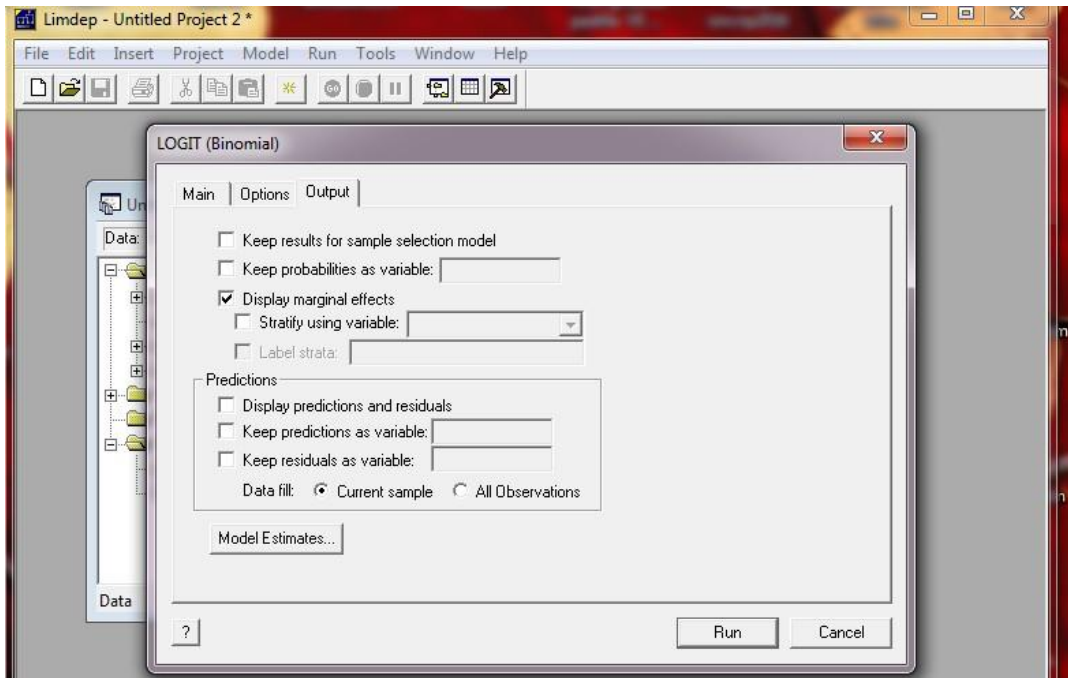 Limdep - Untitled Project 2 *
File Edit Insert Project Model Run Tools Window Help
GO
LOGIT (Binomial)
Main Options Output
Un
Data:
Keep results for sample selection model
Keep probabilities as variable:
Display marginal effects
Stratify using variable:
Label strata:
Predictions
Display predictions and residuals
Keep predictions as variable:
Keep residuals as variable:
Data fill: Current sample All Observations
Model Estimates...
Data
? Run Cancel